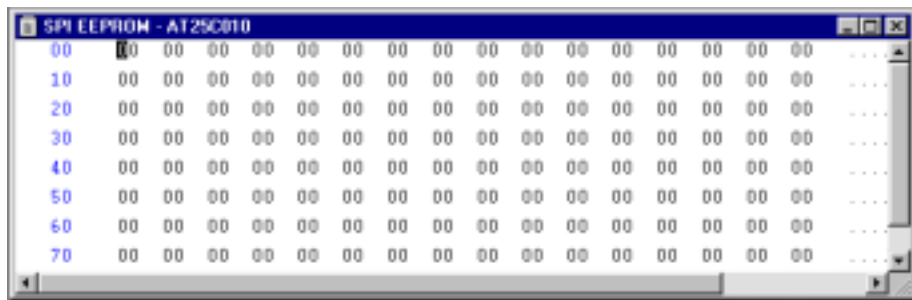 SPI EEPROM - AT25C010
00 00 00 00 00 00 00 00 00 00 00 00 00 00 00 00 00 ....
10 00 00 00 00 00 00 00 00 00 00 00 00 00 00 00 00 ....
20 00 00 00 00 00 00 00 00 00 00 00 00 00 00 00 00 ....
30 00 00 00 00 00 00 00 00 00 00 00 00 00 00 00 00 ....
40 00 00 00 00 00 00 00 00 00 00 00 00 00 00 00 00 ....
50 00 00 00 00 00 00 00 00 00 00 00 00 00 00 00 00 ....
60 00 00 00 00 00 00 00 00 00 00 00 00 00 00 00 00 ....
70 00 00 00 00 00 00 00 00 00 00 00 00 00 00 00 00 ....